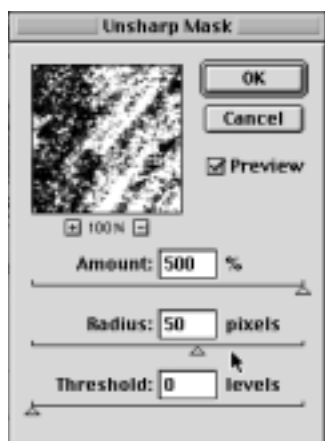 Unsharp Mask
OK
Cancel
Preview
100%
Amount: 500 %
Radius: 50 pixels
Threshold: 0 levels